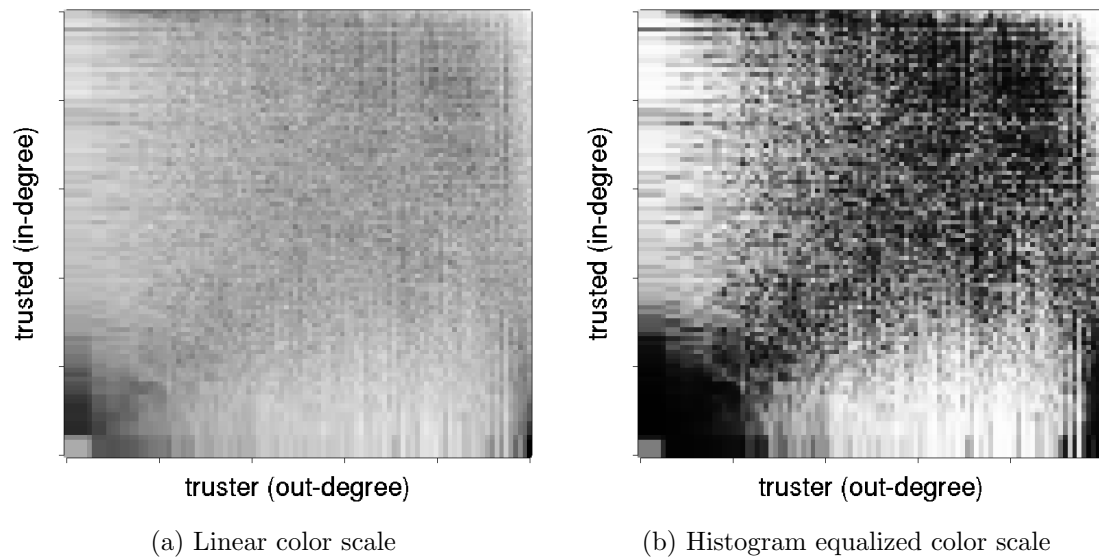 trusted (in-degree)
truster (out-degree)
(a) Linear color scale
trusted (in-degree)
truster (out-degree)
(b) Histogram equalized color scale